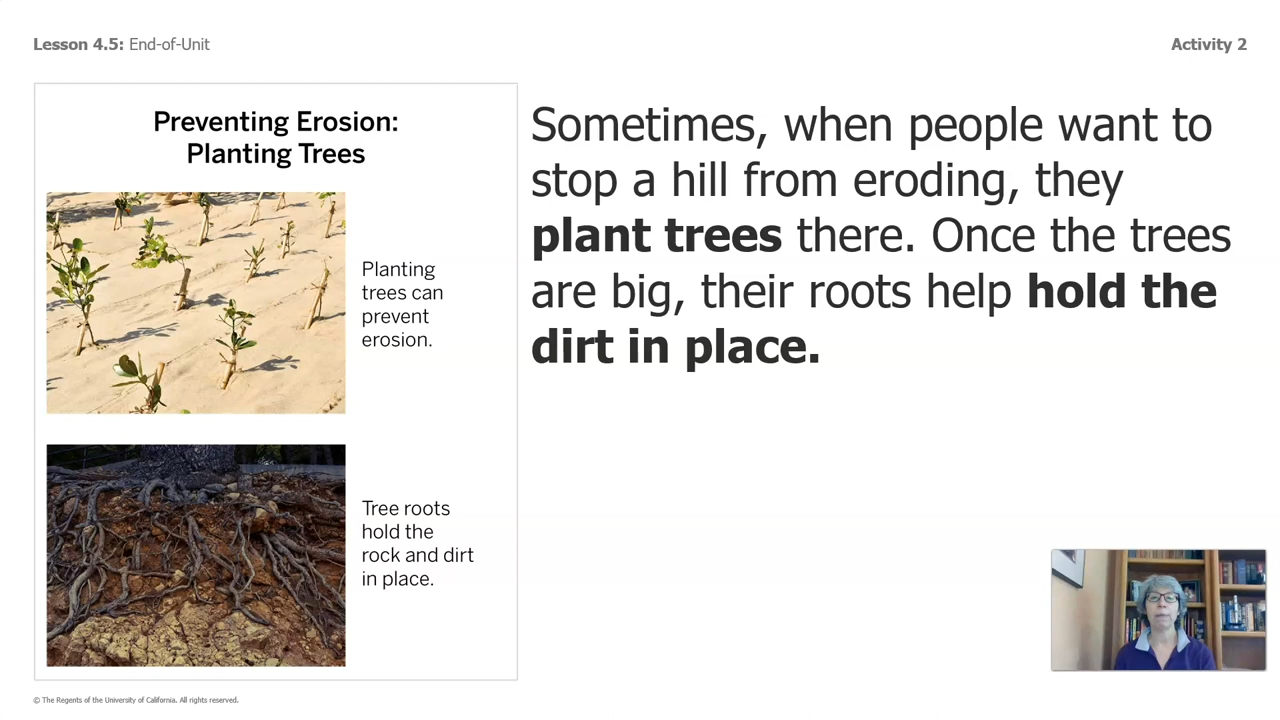 Lesson 4.5: End-of-Unit
Activity 2
Preventing Erosion:
Planting Trees
Planting
trees can
prevent
erosion.
Tree roots
hold the
rock and dirt
in place.
Sometimes, when people want to
stop a hill from eroding, they
plant trees there. Once the trees
are big, their roots help hold the
dirt in place.
© The Regents of the University of California. All rights reserved.